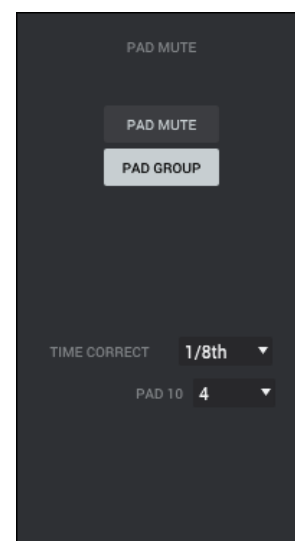 PAD MUTE
PAD MUTE
PAD GROUP
TIME CORRECT 1/8th
PAD 10 4